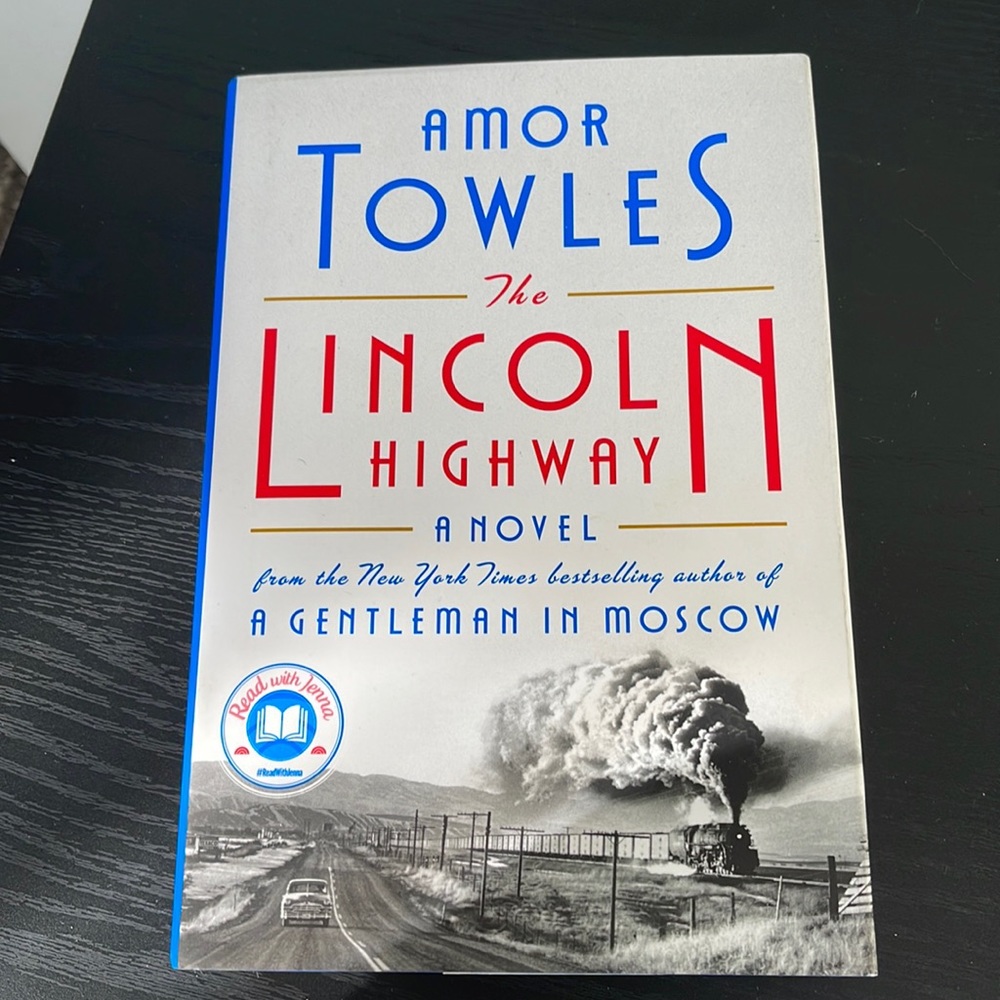 AMOR
TOWLES
The
LINCOLN
HIGHWAY
A NOVEL
from the New York Times bestselling author of
A GENTLEMAN IN MOSCOW
Read with Jenna
#ReadWithJenna